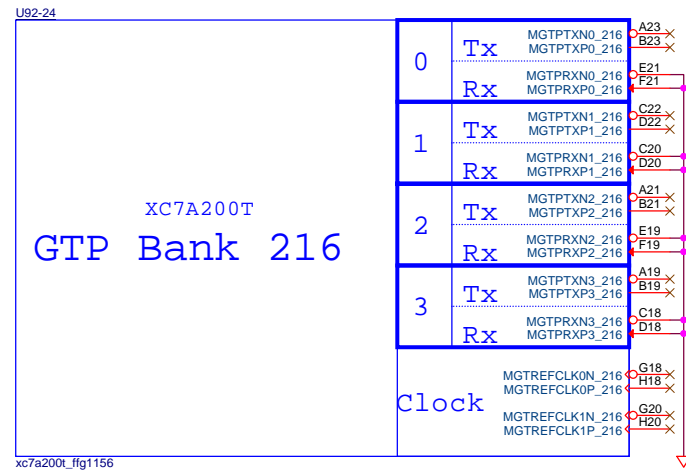 U92-24
XC7A200T
GTP Bank 216
0
Tx
MGTPTXN0_216 A23
MGTPTXP0_216 B23
Rx
MGTPRXN0_216 E21
MGTPRXP0_216 F21
1
Tx
MGTPTXN1_216 C22
MGTPTXP1_216 D22
Rx
MGTPRXN1_216 C20
MGTPRXP1_216 D20
2
Tx
MGTPTXN2_216 A21
MGTPTXP2_216 B21
Rx
MGTPRXN2_216 E19
MGTPRXP2_216 F19
3
Tx
MGTPTXN3_216 A19
MGTPTXP3_216 B19
Rx
MGTPRXN3_216 C18
MGTPRXP3_216 D18
Clock
MGTREFCLK0N_216 G18
MGTREFCLK0P_216 H18
MGTREFCLK1N_216 G20
MGTREFCLK1P_216 H20
xc7a200t_ffg1156